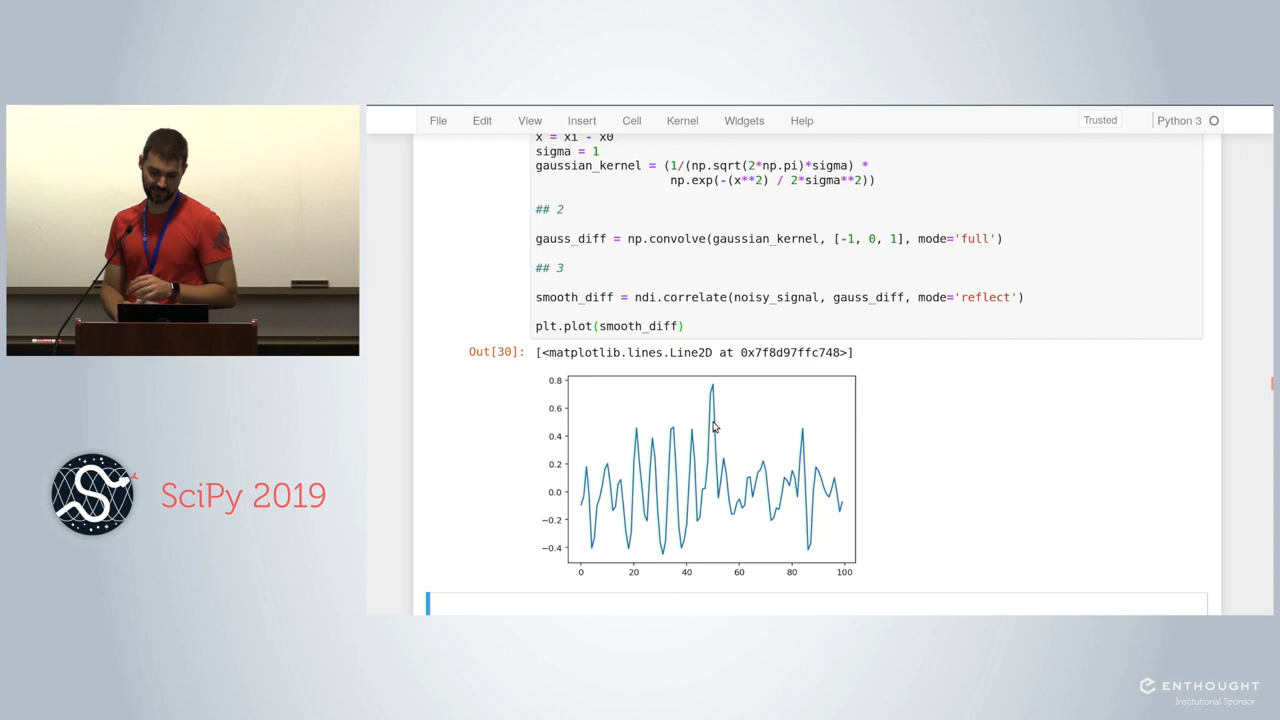 File Edit View Insert Cell Kernel Widgets Help Trusted Python 3
x = xi - x0
sigma = 1
gaussian_kernel = (1/(np.sqrt(2*np.pi)*sigma) *
np.exp(-(x**2) / 2*sigma**2))
## 2
gauss_diff = np.convolve(gaussian_kernel, [-1, 0, 1], mode='full')
## 3
smooth_diff = ndi.correlate(noisy_signal, gauss_diff, mode='reflect')
plt.plot(smooth_diff)
Out[30]: [<matplotlib.lines.Line2D at 0x7f8d97ffc748>]
0.8
0.6
0.4
0.2
0.0
−0.2
−0.4
0 20 40 60 80 100
SciPy 2019
ENTHOUGHT
Institutional Sponsor